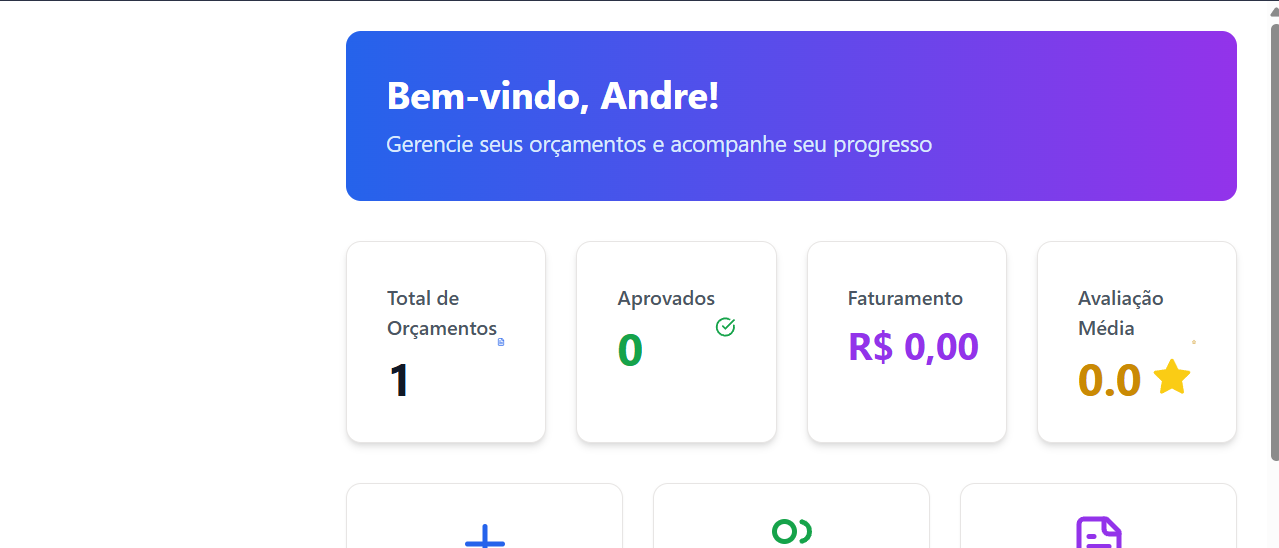 Bem-vindo, Andre!
Gerencie seus orçamentos e acompanhe seu progresso
Total de
Orçamentos
1
Aprovados
0
Faturamento
R$ 0,00
Avaliação
Média
0.0